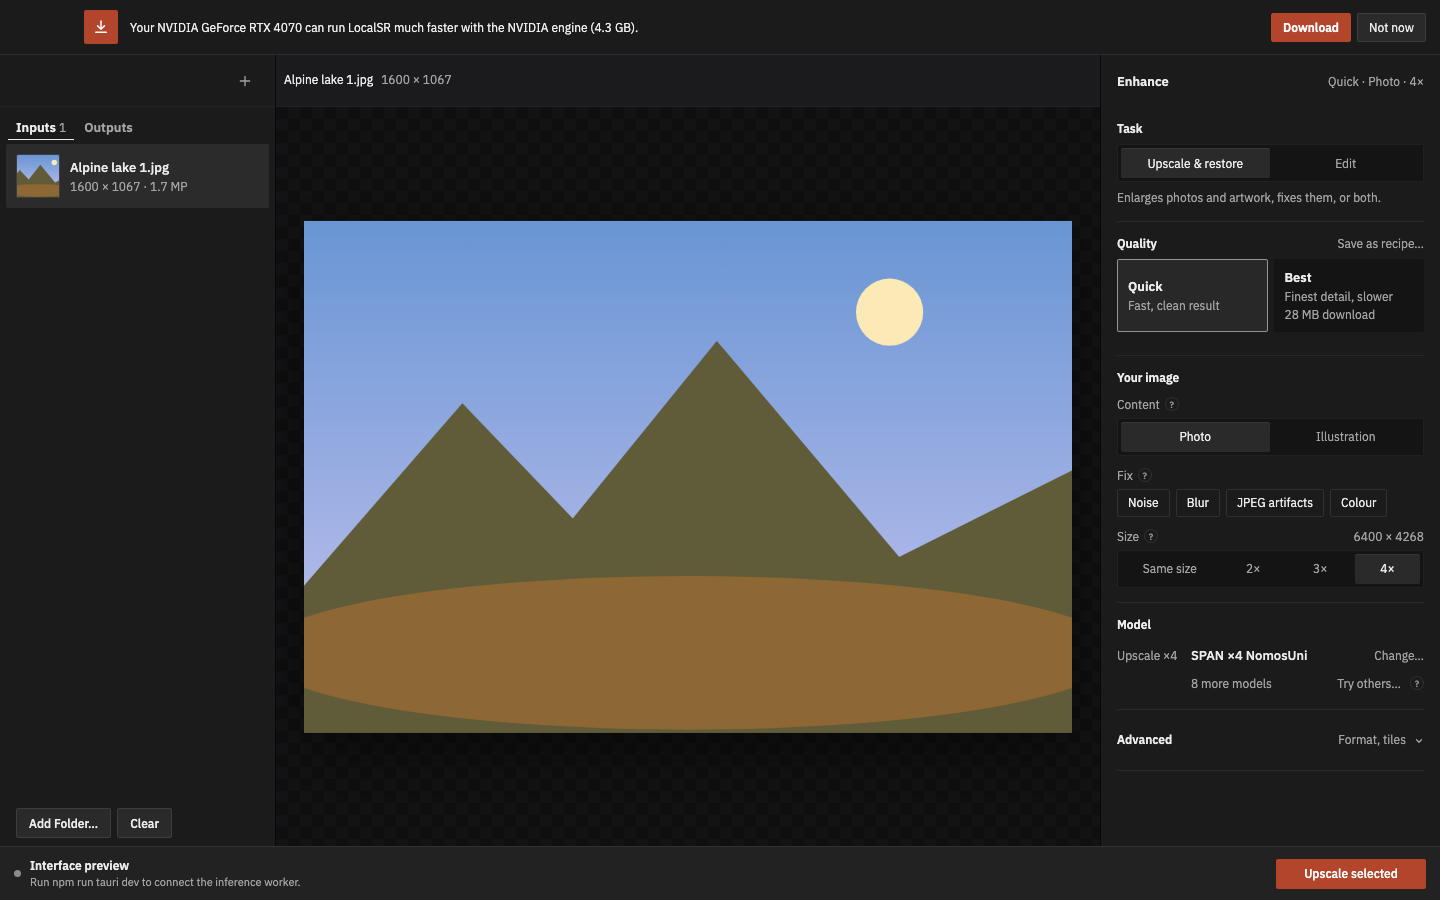 Your NVIDIA GeForce RTX 4070 can run LocalSR much faster with the NVIDIA engine (4.3 GB).
Download
Not now
Alpine lake 1.jpg 1600 × 1067
Inputs 1
Outputs
Alpine lake 1.jpg
1600 × 1067 · 1.7 MP
Add Folder...
Clear
Enhance
Quick · Photo · 4×
Task
Upscale & restore
Edit
Enlarges photos and artwork, fixes them, or both.
Quality
Save as recipe...
Quick
Fast, clean result
Best
Finest detail, slower
28 MB download
Your image
Content ?
Photo
Illustration
Fix ?
Noise
Blur
JPEG artifacts
Colour
Size ?
6400 × 4268
Same size
2×
3×
4×
Model
Upscale ×4
SPAN ×4 NomosUni
Change...
8 more models
Try others... ?
Advanced
Format, tiles
Interface preview
Run npm run tauri dev to connect the inference worker.
Upscale selected